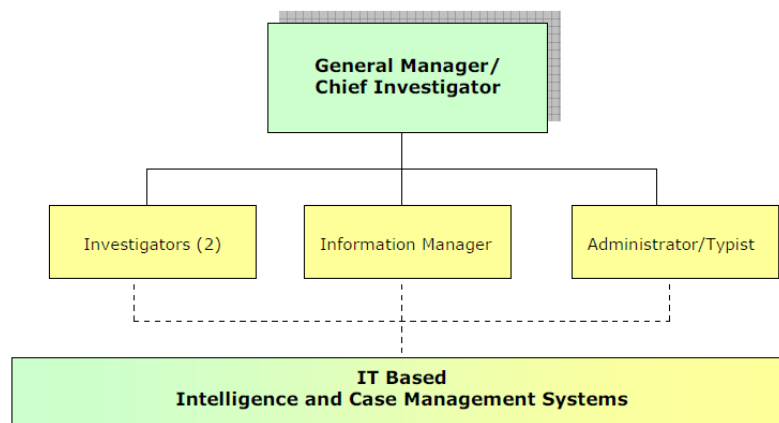 General Manager/
Chief Investigator
Investigators (2)
Information Manager
Administrator/Typist
IT Based
Intelligence and Case Management Systems